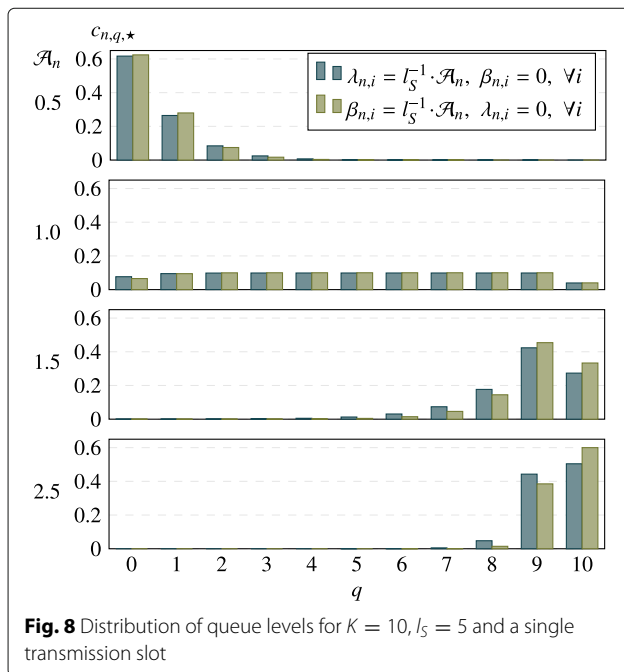 c_{n,q,⋆}
𝒜_n
0.6
0.5
0.4
0.2
0
λ_{n,i} = l_S^{-1}·𝒜_n, β_{n,i} = 0, ∀i
β_{n,i} = l_S^{-1}·𝒜_n, λ_{n,i} = 0, ∀i
0.6
0.4
1.0
0.2
0
0.6
0.4
1.5
0.2
0
0.6
0.4
2.5
0.2
0
0 1 2 3 4 5 6 7 8 9 10
q
Fig. 8 Distribution of queue levels for K = 10, l_S = 5 and a single
transmission slot